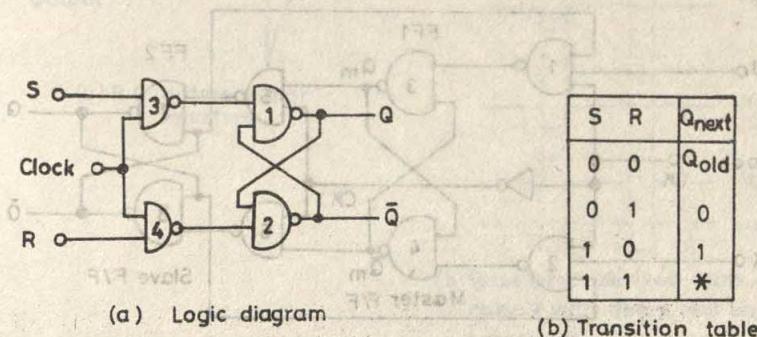 S
3
1
Q
Clock
4
2
Q̄
R
(a) Logic diagram
S R Qnext
0 0 Qold
0 1 0
1 0 1
1 1 *
(b) Transition table